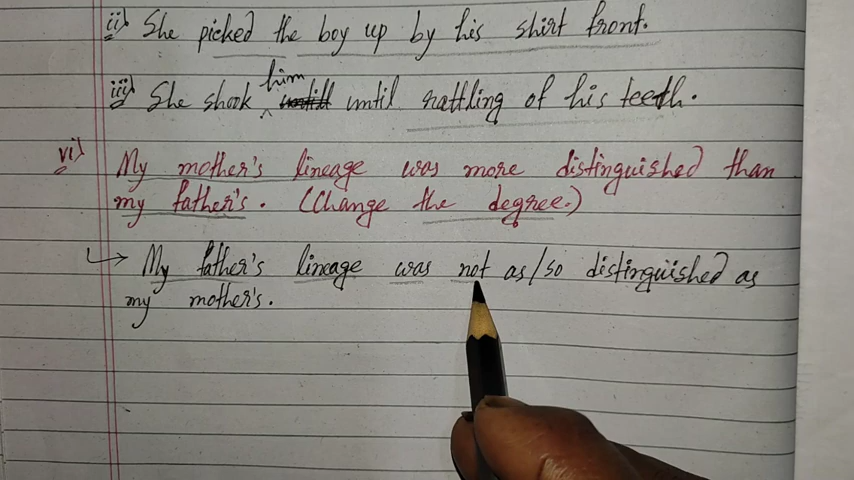 ii) She picked the boy up by his shirt front.
iii) She shook him until rattling of his teeth.
vi) My mother's lineage was more distinguished than
my father's. (Change the degree.)
My father's lineage was not as/so distinguished as
my mother's.